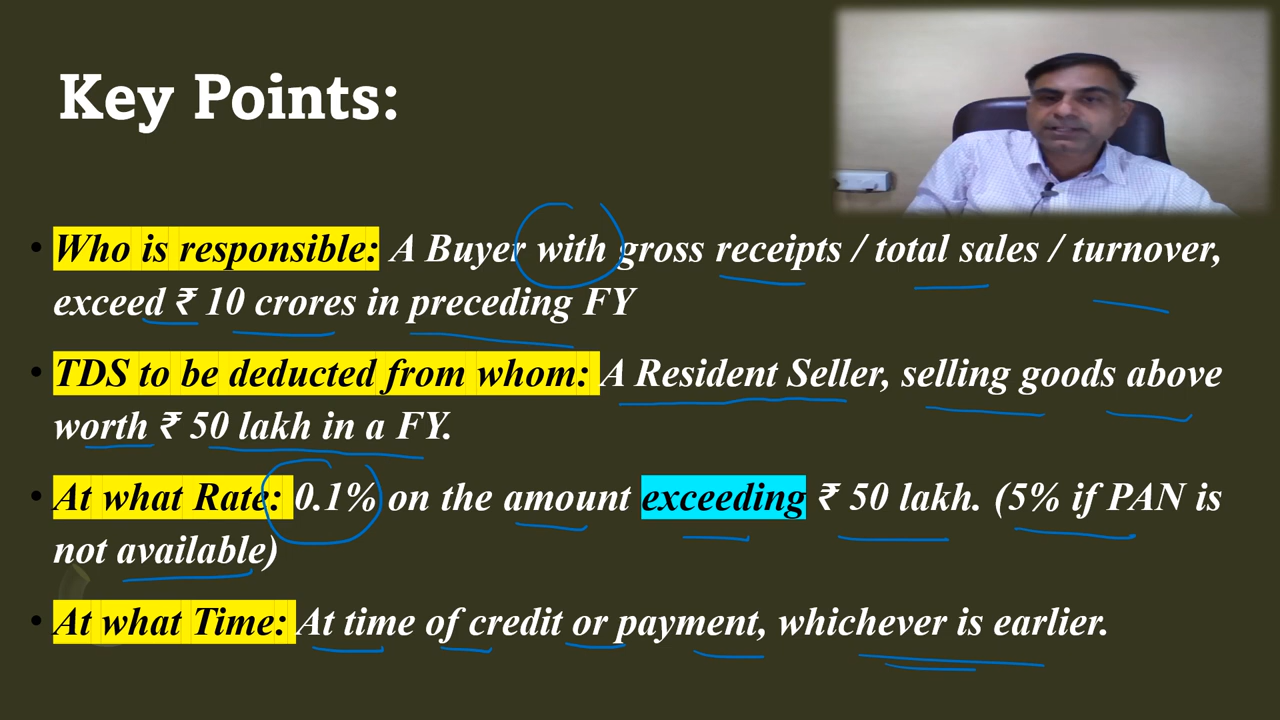 Key Points:
• Who is responsible: A Buyer with gross receipts / total sales / turnover,
exceed ₹ 10 crores in preceding FY
• TDS to be deducted from whom: A Resident Seller, selling goods above
worth ₹ 50 lakh in a FY.
• At what Rate: 0.1% on the amount exceeding ₹ 50 lakh. (5% if PAN is
not available)
• At what Time: At time of credit or payment, whichever is earlier.